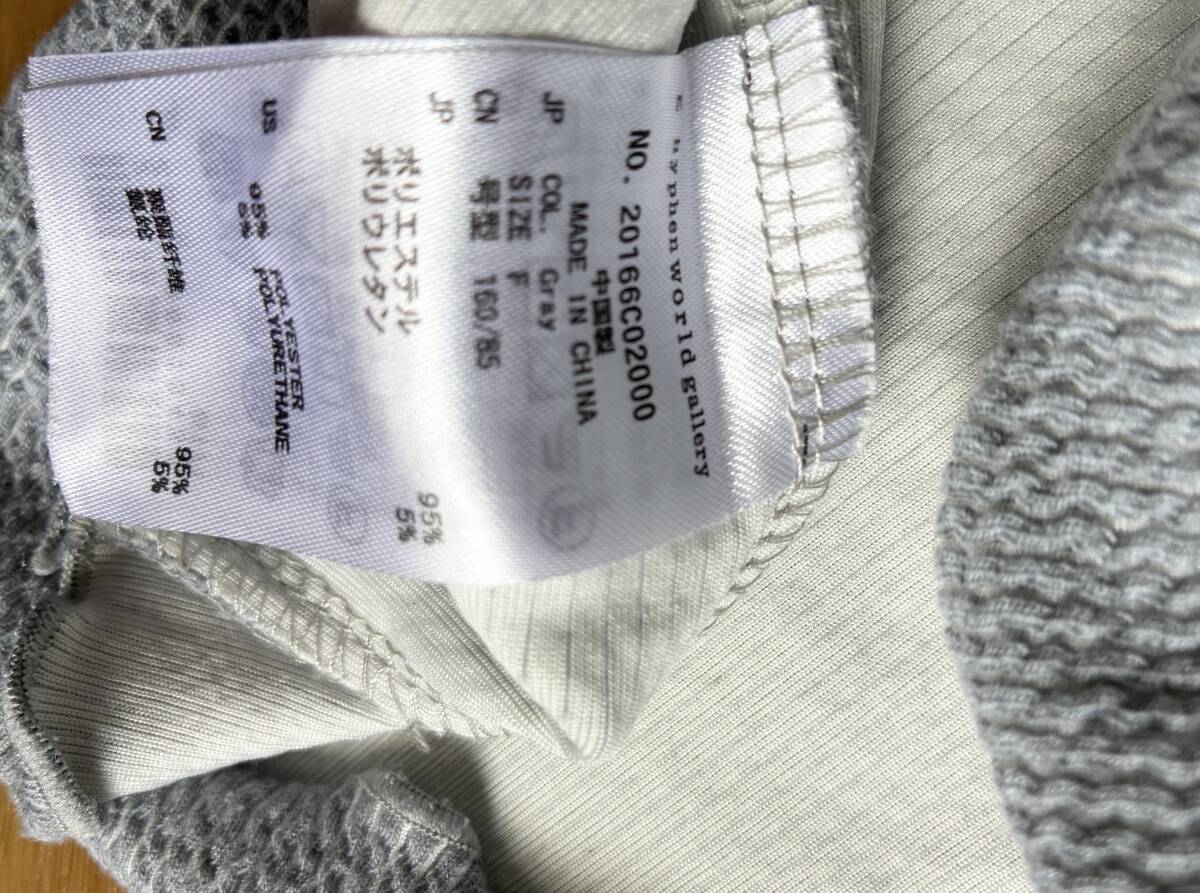 E hyphen world gallery
NO. 20166C02000
中国製
MADE IN CHINA
JP COL. Gray
SIZE F
CN 号型 160/85
JP ポリエステル 95%
ポリウレタン 5%
US 95% POLYESTER
5% POLYURETHANE
CN 聚酯纤维 95%
氨纶 5%